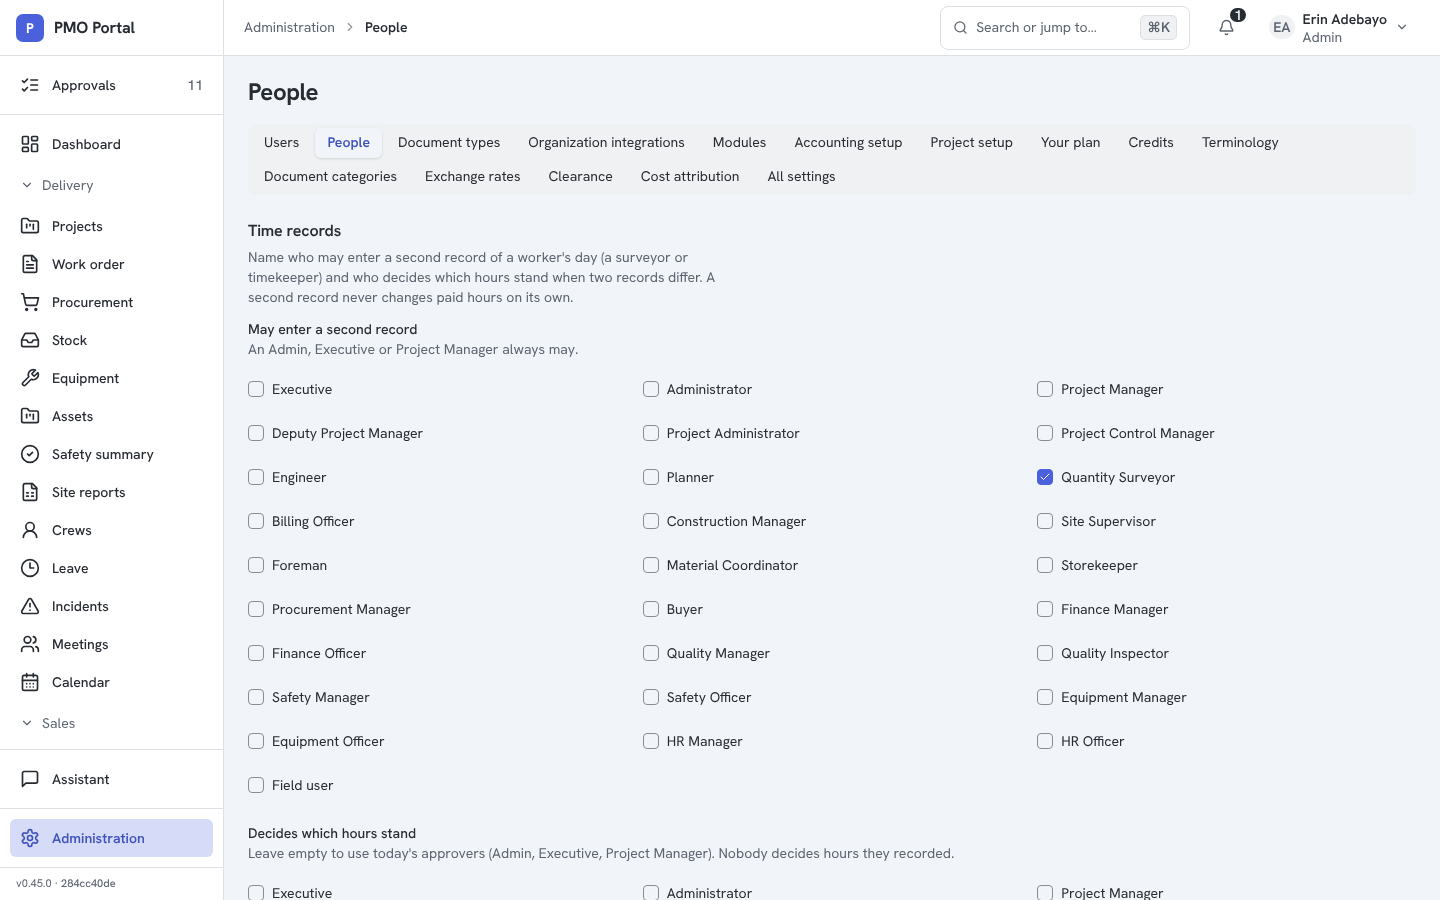 P PMO Portal
Administration > People
Search or jump to... ⌘K
1
EA Erin Adebayo
Admin
Approvals 11
Dashboard
Delivery
Projects
Work order
Procurement
Stock
Equipment
Assets
Safety summary
Site reports
Crews
Leave
Incidents
Meetings
Calendar
Sales
Assistant
Administration
v0.45.0 · 284cc40de
People
Users People Document types Organization integrations Modules Accounting setup Project setup Your plan Credits Terminology
Document categories Exchange rates Clearance Cost attribution All settings
Time records
Name who may enter a second record of a worker's day (a surveyor or
timekeeper) and who decides which hours stand when two records differ. A
second record never changes paid hours on its own.
May enter a second record
An Admin, Executive or Project Manager always may.
Executive Administrator Project Manager
Deputy Project Manager Project Administrator Project Control Manager
Engineer Planner Quantity Surveyor
Billing Officer Construction Manager Site Supervisor
Foreman Material Coordinator Storekeeper
Procurement Manager Buyer Finance Manager
Finance Officer Quality Manager Quality Inspector
Safety Manager Safety Officer Equipment Manager
Equipment Officer HR Manager HR Officer
Field user
Decides which hours stand
Leave empty to use today's approvers (Admin, Executive, Project Manager). Nobody decides hours they recorded.
Executive Administrator Project Manager